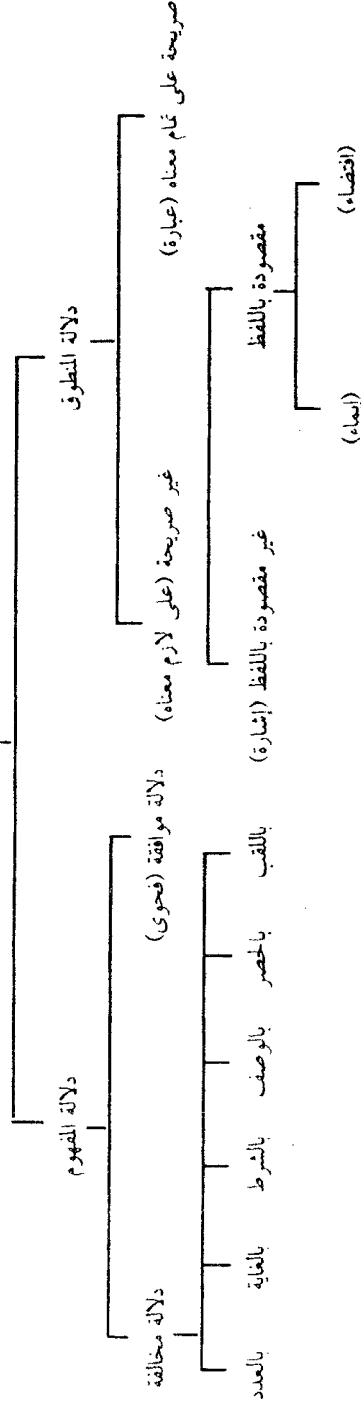 دلالة المنطوق
دلالة المفهوم
صريحة على تمام معناه (عبارة)
غير صريحة (على لازم معناه)
دلالة موافقة (فحوى)
دلالة مخالفة
مقصودة باللفظ
غير مقصودة باللفظ (إشارة)
باللقب
بالحصر
بالوصف
بالشرط
بالغاية
بالعدد
(اقتضاء)
(إيماء)